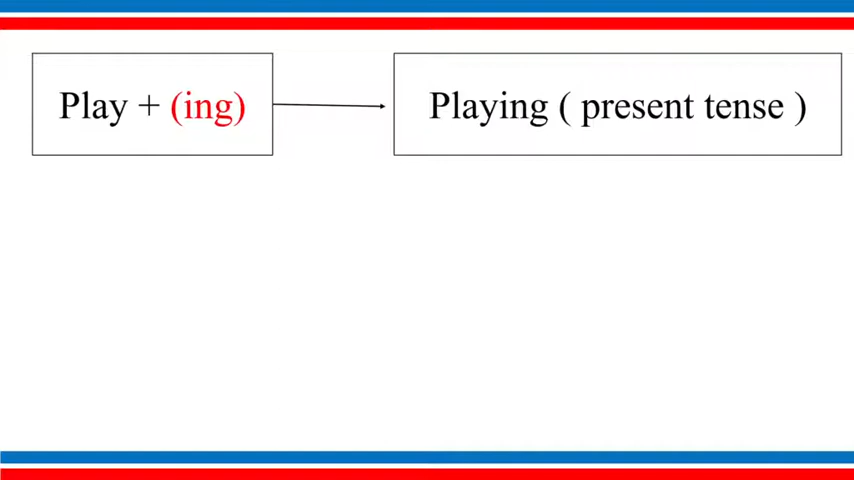 Play + (ing)
Playing ( present tense )